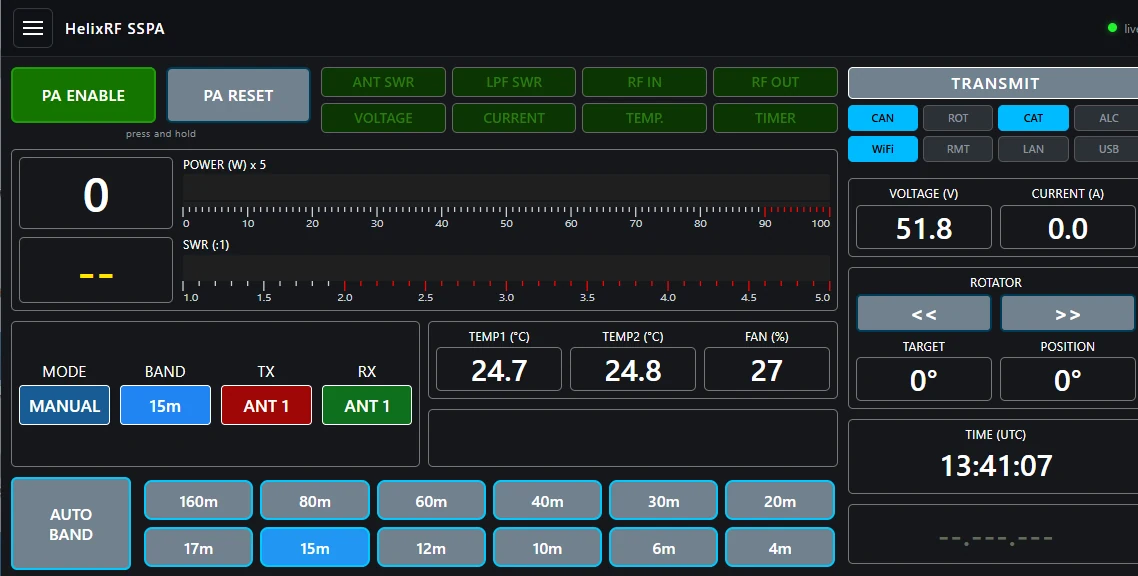 HelixRF SSPA
live
PA ENABLE
PA RESET
press and hold
ANT SWR LPF SWR RF IN RF OUT
VOLTAGE CURRENT TEMP. TIMER
TRANSMIT
CAN ROT CAT ALC
WiFi RMT LAN USB
0
POWER (W) x 5
0 10 20 30 40 50 60 70 80 90 100
--
SWR (:1)
1.0 1.5 2.0 2.5 3.0 3.5 4.0 4.5 5.0
VOLTAGE (V) CURRENT (A)
51.8 0.0
MODE BAND TX RX
MANUAL 15m ANT 1 ANT 1
TEMP1 (°C) TEMP2 (°C) FAN (%)
24.7 24.8 27
ROTATOR
<< >>
TARGET POSITION
0° 0°
TIME (UTC)
13:41:07
AUTO
BAND
160m 80m 60m 40m 30m 20m
17m 15m 12m 10m 6m 4m
--.---.---